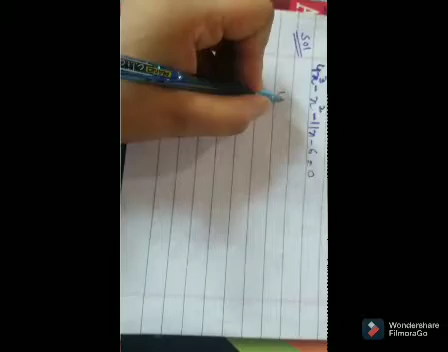 A
4x³ - x² - 11x - 6 = 0
Sol
Wondershare
FilmoraGo